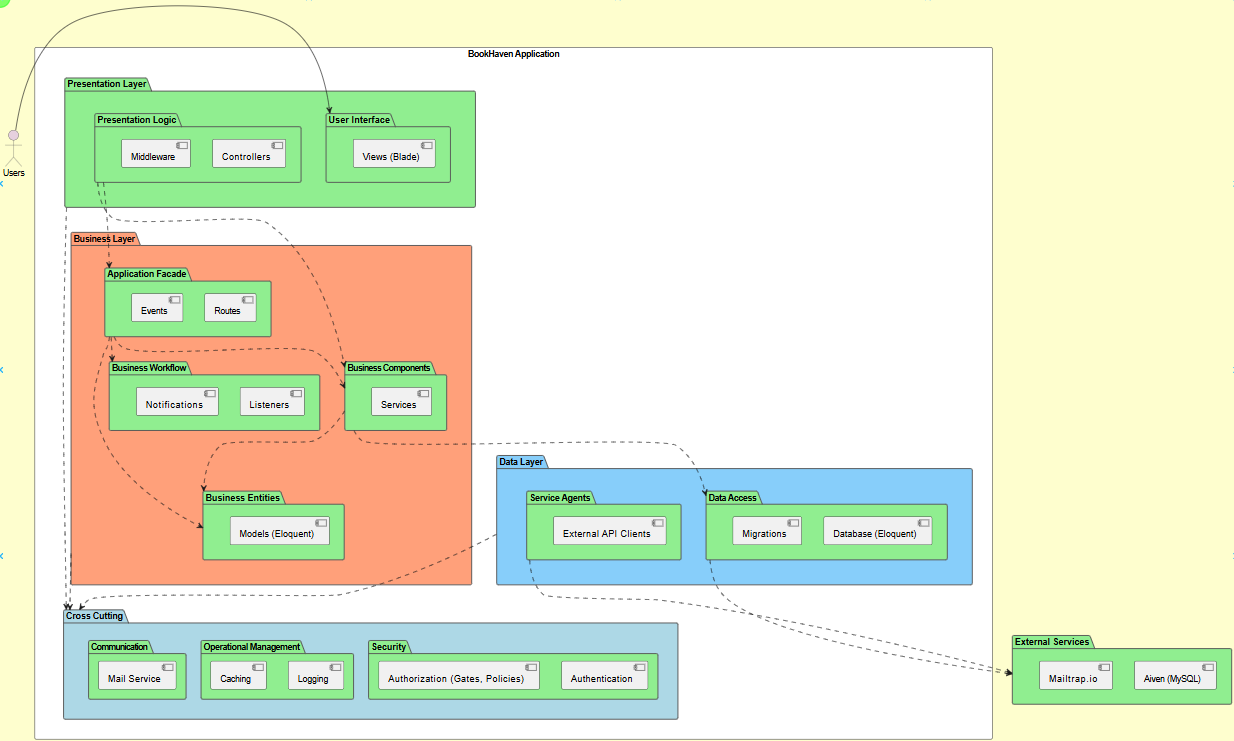 BookHaven Application
Presentation Layer
Presentation Logic
User Interface
Middleware
Controllers
Views (Blade)
Users
Business Layer
Application Facade
Events
Routes
Business Workflow
Business Components
Notifications
Listeners
Services
Data Layer
Business Entities
Service Agents
Data Access
Models (Eloquent)
External API Clients
Migrations
Database (Eloquent)
Cross Cutting
Communication
Operational Management
Security
External Services
Mail Service
Caching
Logging
Authorization (Gates, Policies)
Authentication
Mailtrap.io
Aiven (MySQL)